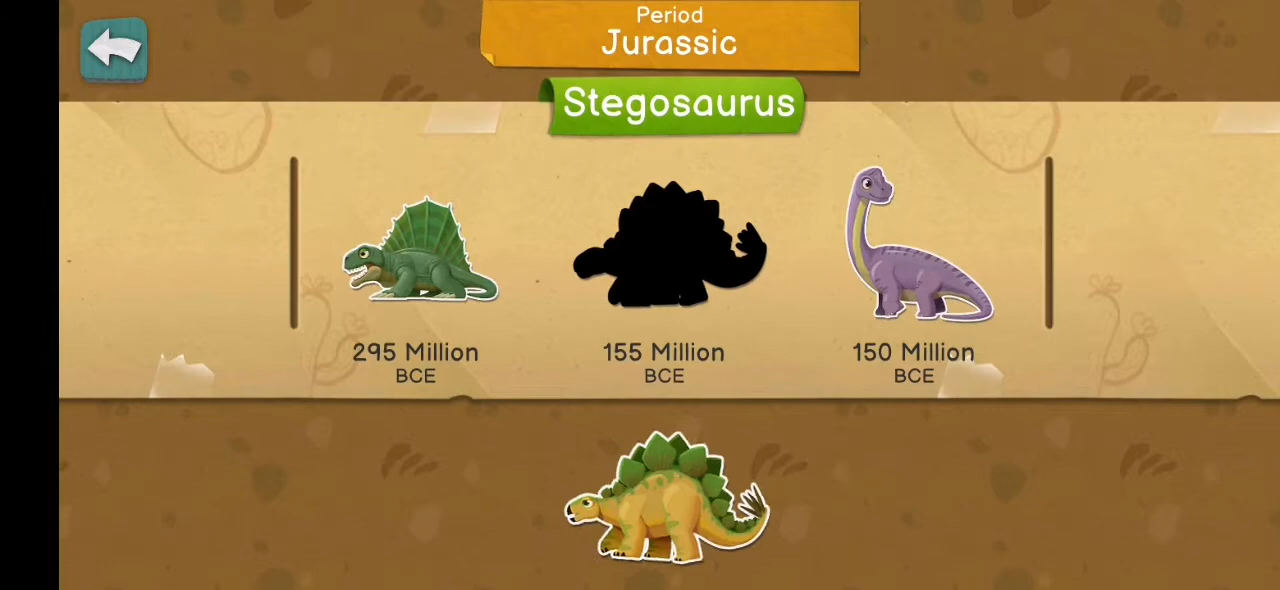 Period
Jurassic
Stegosaurus
295 Million
BCE
155 Million
BCE
150 Million
BCE